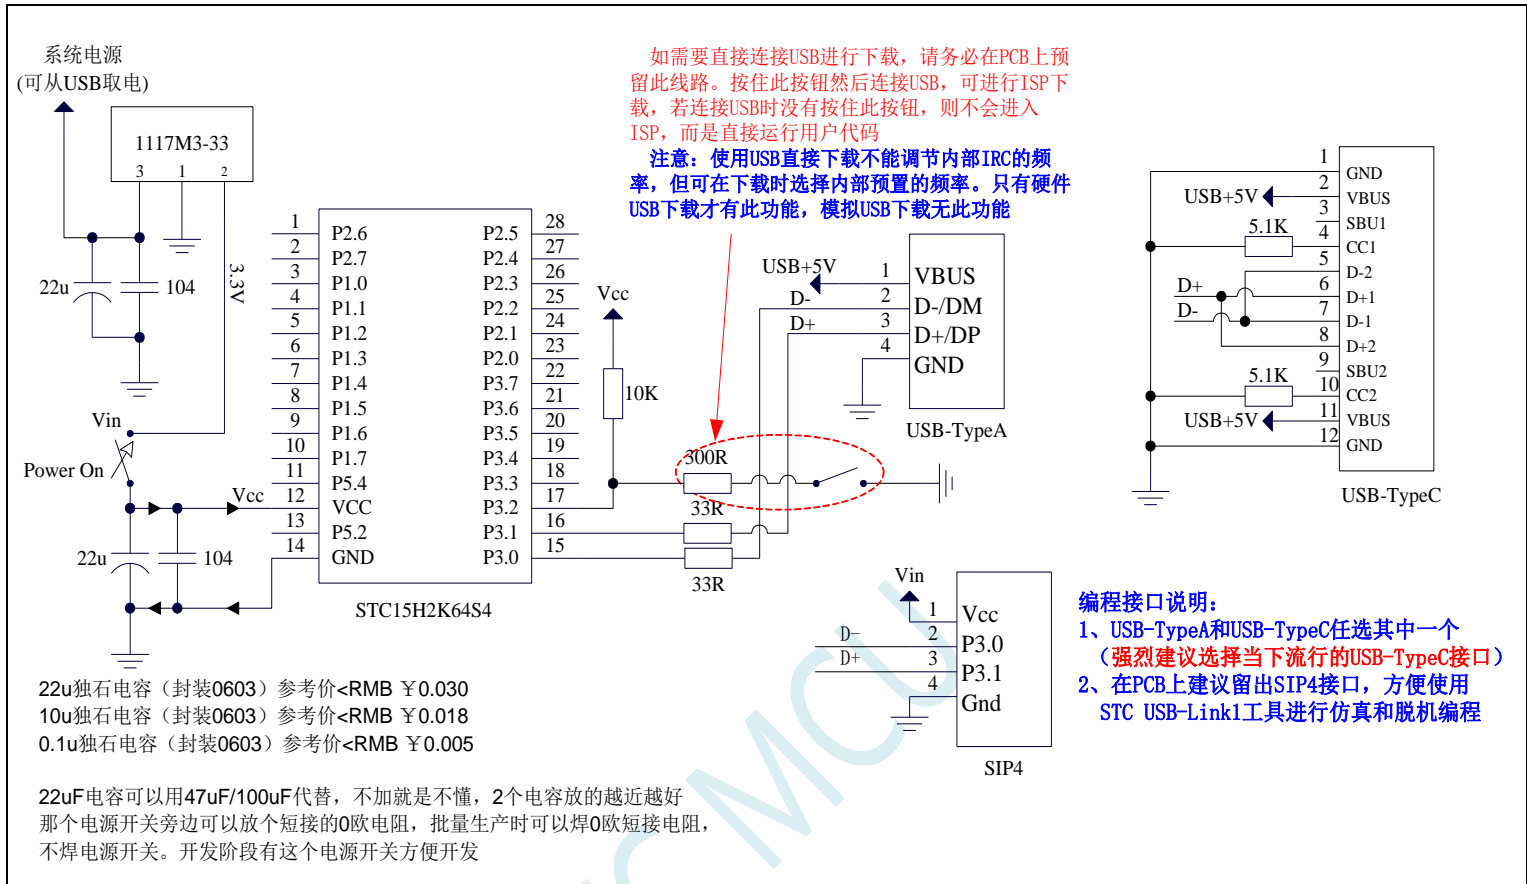 系统电源
(可从USB取电)
1117M3-33
3 1 2
22u
104
3.3V
Vin
Power On
Vcc
22u
104
1 P2.6
2 P2.7
3 P1.0
4 P1.1
5 P1.2
6 P1.3
7 P1.4
8 P1.5
9 P1.6
10 P1.7
11 P5.4
12 VCC
13 P5.2
14 GND
P2.5 28
P2.4 27
P2.3 26
P2.2 25
P2.1 24
P2.0 23
P3.7 22
P3.6 21
P3.5 20
P3.4 19
P3.3 18
P3.2 17
P3.1 16
P3.0 15
STC15H2K64S4
如需要直接连接USB进行下载，请务必在PCB上预
留此线路。按住此按钮然后连接USB，可进行ISP下
载，若连接USB时没有按住此按钮，则不会进入
ISP，而是直接运行用户代码
注意：使用USB直接下载不能调节内部IRC的频
率，但可在下载时选择内部预置的频率。只有硬件
USB下载才有此功能，模拟USB下载无此功能
Vcc
10K
300R
33R
33R
USB+5V
D-
D+
1 VBUS
2 D-/DM
3 D+/DP
4 GND
USB-TypeA
USB+5V
5.1K
D+
D-
5.1K
USB+5V
1 GND
2 VBUS
3 SBU1
4 CC1
5 D-2
6 D+1
7 D-1
8 D+2
9 SBU2
10 CC2
11 VBUS
12 GND
USB-TypeC
Vin
D-
D+
1 Vcc
2 P3.0
3 P3.1
4 Gnd
SIP4
编程接口说明：
1、USB-TypeA和USB-TypeC任选其中一个
（强烈建议选择当下流行的USB-TypeC接口）
2、在PCB上建议留出SIP4接口，方便使用
STC USB-Link1工具进行仿真和脱机编程
22u独石电容（封装0603）参考价<RMB ￥0.030
10u独石电容（封装0603）参考价<RMB ￥0.018
0.1u独石电容（封装0603）参考价<RMB ￥0.005
22uF电容可以用47uF/100uF代替，不加就是不懂，2个电容放的越近越好
那个电源开关旁边可以放个短接的0欧电阻，批量生产时可以焊0欧短接电阻，
不焊电源开关。开发阶段有这个电源开关方便开发
MCU